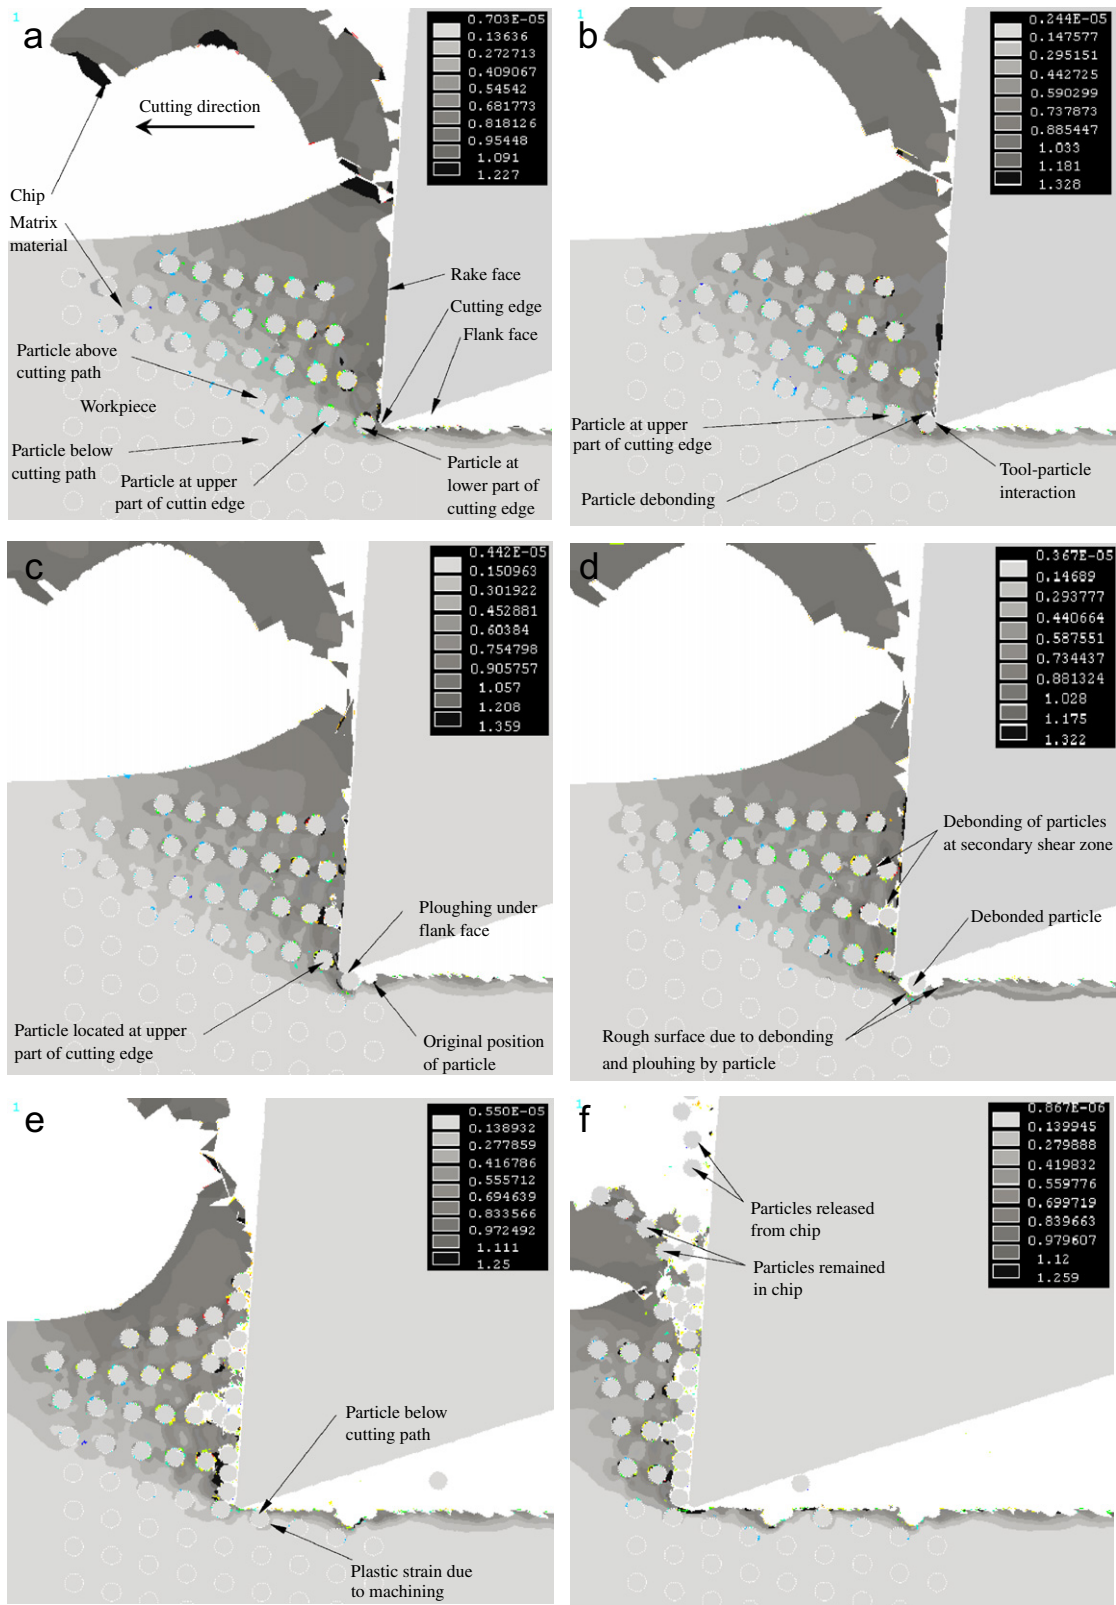 1
a
0.703E-05
0.13636
0.272713
0.409067
0.54542
0.681773
0.818126
0.95448
1.091
1.227
Cutting direction
Chip
Matrix
material
Rake face
Cutting edge
Flank face
Particle above
cutting path
Workpiece
Particle below
cutting path
Particle at upper
part of cuttin edge
Particle at
lower part of
cutting edge
1
b
0.244E-05
0.147577
0.295151
0.442725
0.590299
0.737873
0.885447
1.033
1.181
1.328
Particle at upper
part of cutting edge
Particle debonding
Tool-particle
interaction
c
0.442E-05
0.150963
0.301922
0.452881
0.60384
0.754798
0.905757
1.057
1.208
1.359
Ploughing under
flank face
Particle located at upper
part of cutting edge
Original position
of particle
d
0.367E-05
0.14689
0.293777
0.440664
0.587551
0.734437
0.881324
1.028
1.175
1.322
Debonding of particles
at secondary shear zone
Debonded particle
Rough surface due to debonding
and plouhing by particle
1
e
0.550E-05
0.138932
0.277859
0.416786
0.555712
0.694639
0.833566
0.972492
1.111
1.25
Particle below
cutting path
Plastic strain due
to machining
1
f
0.867E-06
0.139945
0.279888
0.419832
0.559776
0.699719
0.839663
0.979607
1.12
1.259
Particles released
from chip
Particles remained
in chip